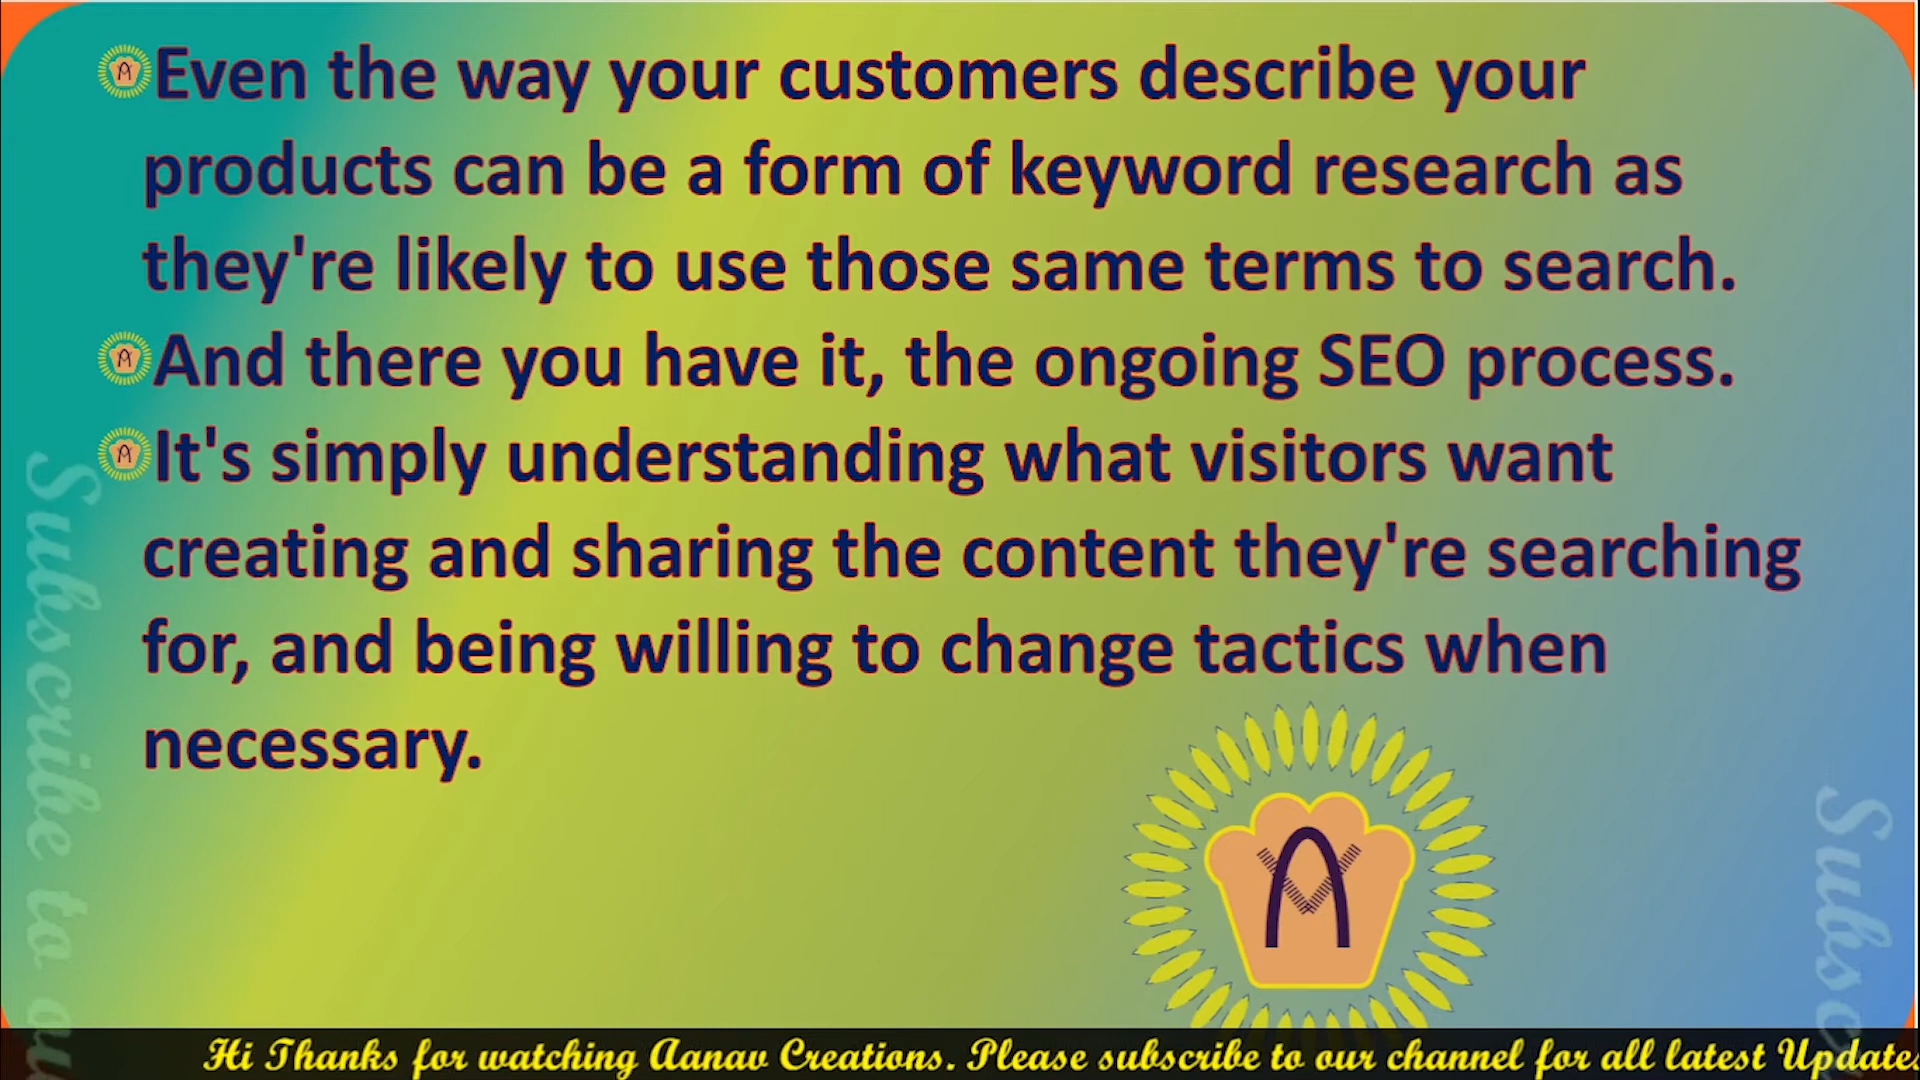 Even the way your customers describe your
products can be a form of keyword research as
they're likely to use those same terms to search.
And there you have it, the ongoing SEO process.
It's simply understanding what visitors want
creating and sharing the content they're searching
for, and being willing to change tactics when
necessary.
Subscribe to
Hi Thanks for watching Aanav Creations. Please subscribe to our channel for all latest Update